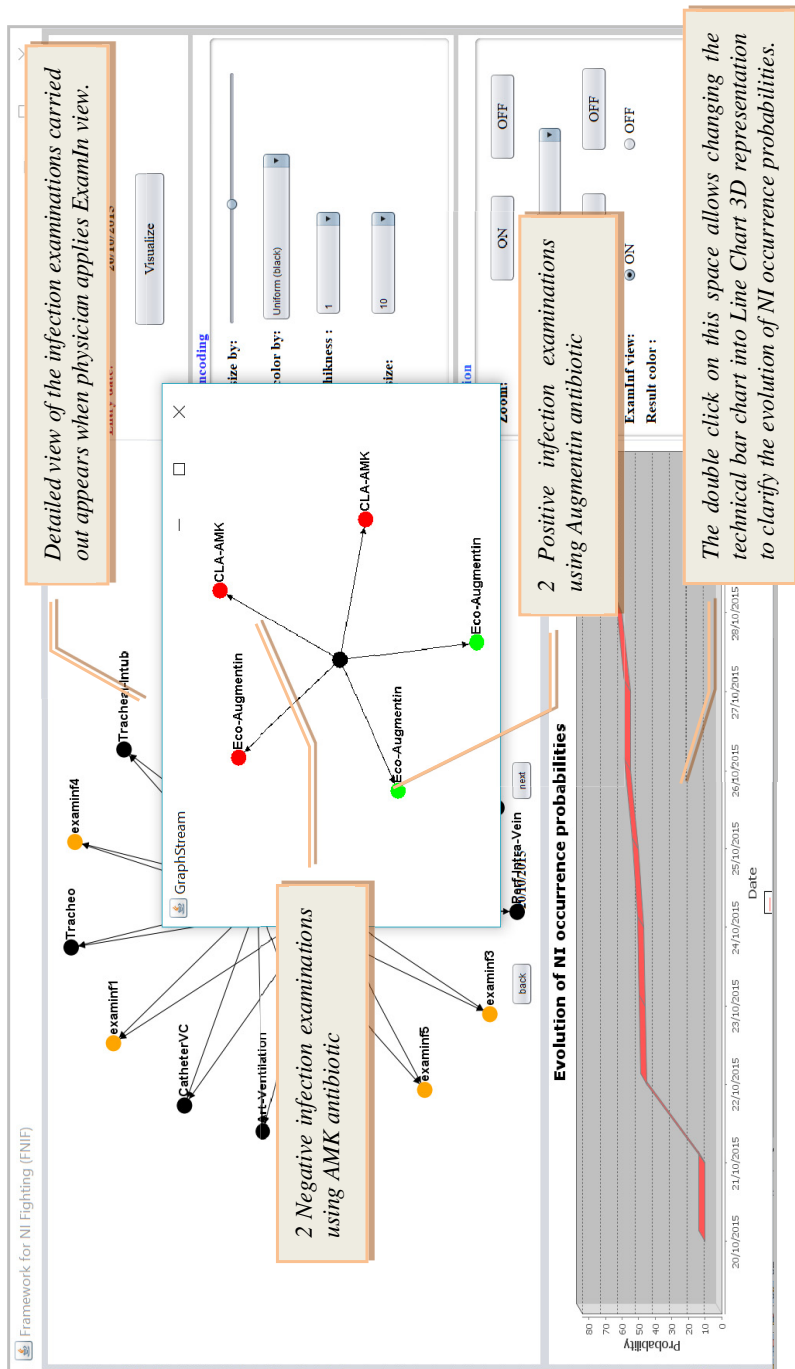 Framework for NI Fighting (FNIF)
Detailed view of the infection examinations carried
out appears when physician applies ExamIn view.
Visualize
ncoding
size by:
color by:
Uniform (black)
hikness :
1
size:
10
Zoom:
ON
OFF
OFF
ExamInf view:
ON
OFF
Result color :
Tracheo
examinf4
Tracheal-Intub
examinf1
CatheterVC
Art-Ventilation
examinf5
examinf3
Perf-Intra-Vein
20/10/2015
back
next
GraphStream
CLA-AMK
CLA-AMK
Eco-Augmentin
Eco-Augmentin
Eco-Augmentin
2 Negative infection examinations
using AMK antibiotic
2 Positive infection examinations
using Augmentin antibiotic
Evolution of NI occurrence probabilities
Probability
80
70
60
50
40
30
20
10
0
20/10/2015
21/10/2015
22/10/2015
23/10/2015
24/10/2015
25/10/2015
26/10/2015
27/10/2015
28/10/2015
Date
The double click on this space allows changing the
technical bar chart into Line Chart 3D representation
to clarify the evolution of NI occurrence probabilities.